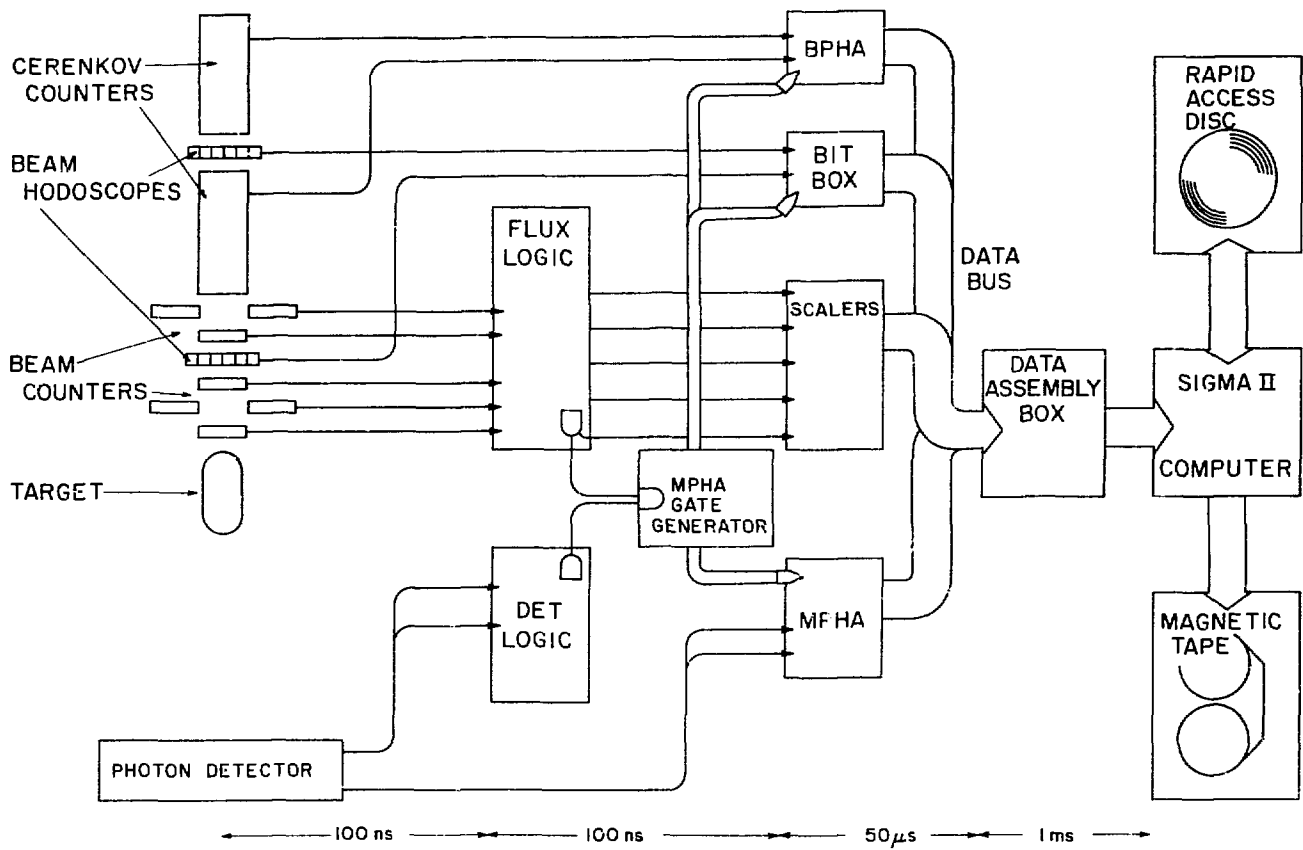 CERENKOV
COUNTERS
BEAM
HODOSCOPES
BEAM
COUNTERS
TARGET
PHOTON DETECTOR
FLUX
LOGIC
DET
LOGIC
MPHA
GATE
GENERATOR
BPHA
BIT
BOX
SCALERS
MPHA
DATA
BUS
DATA
ASSEMBLY
BOX
RAPID
ACCESS
DISC
SIGMA II
COMPUTER
MAGNETIC
TAPE
100 ns
100 ns
50 μs
1 ms